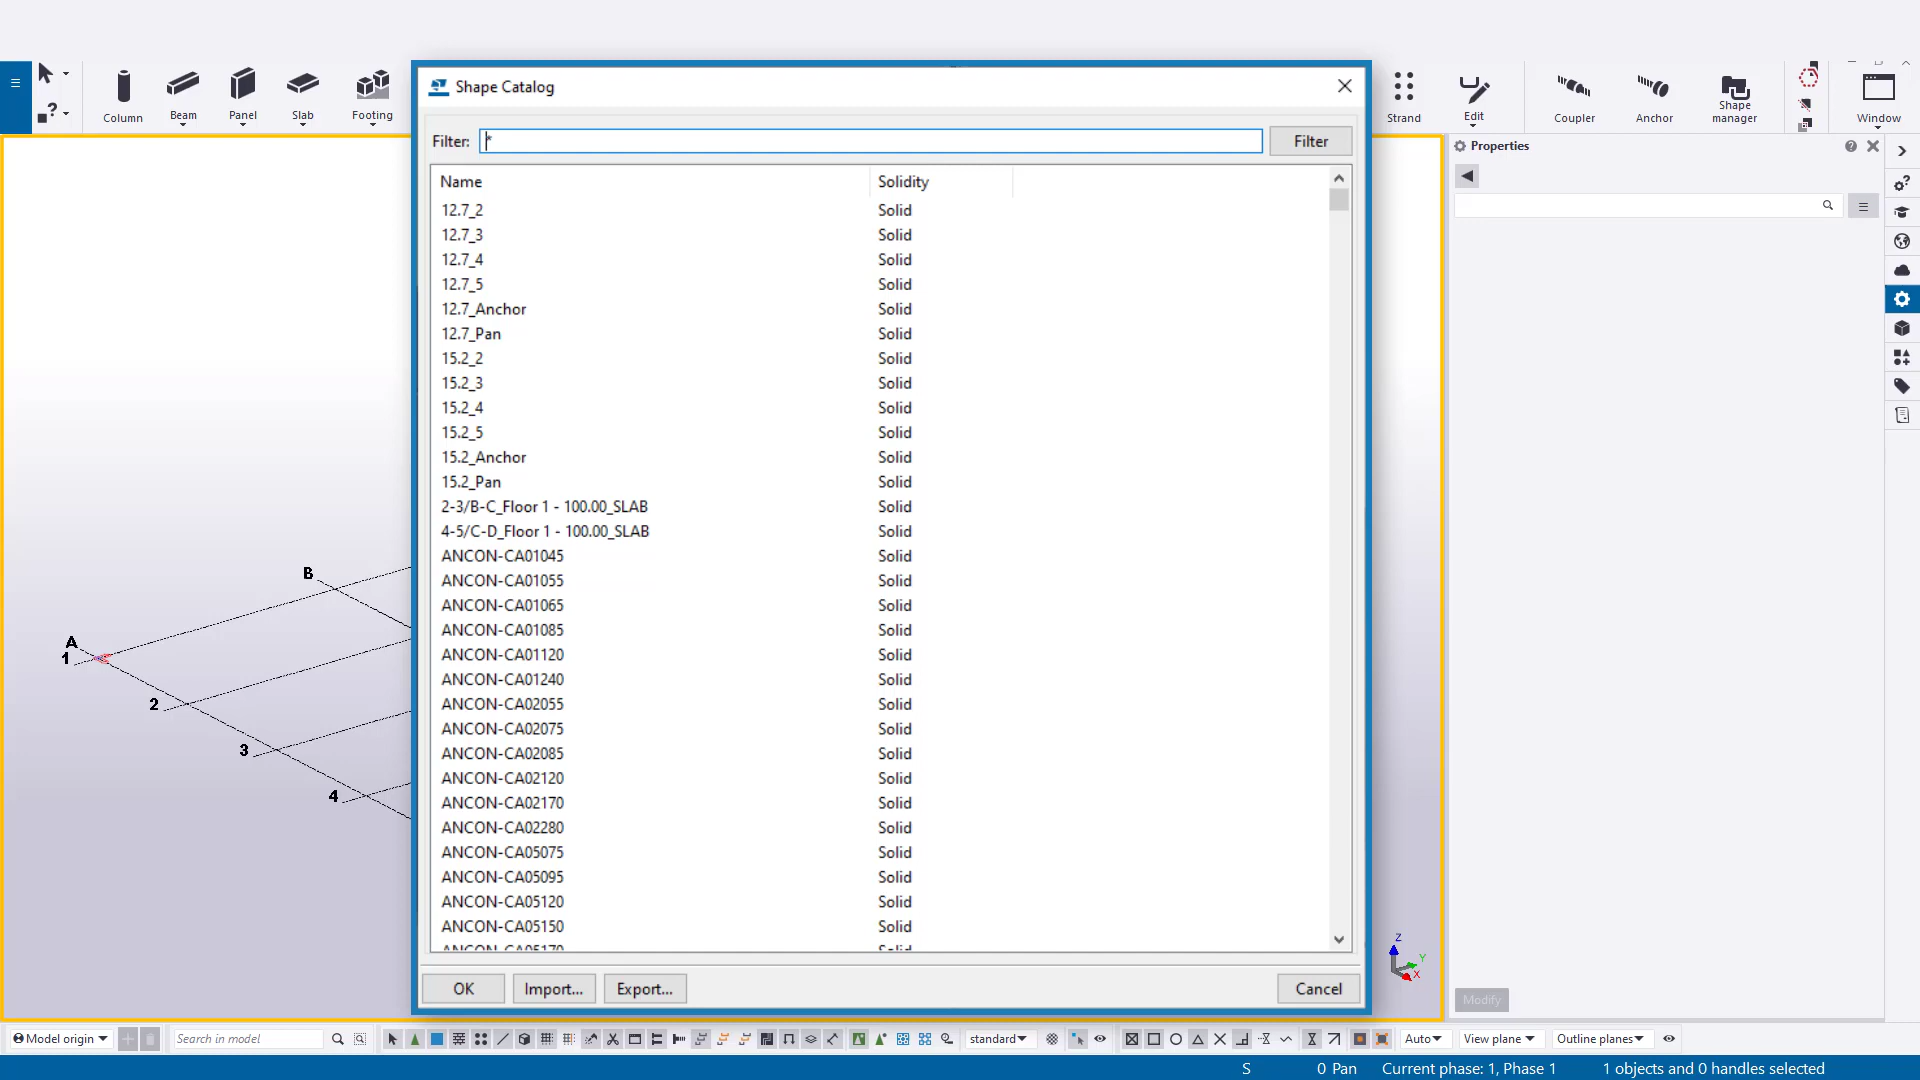 Shape Catalog
Column
Beam
Panel
Slab
Footing
Strand
Edit
Coupler
Anchor
Shape
manager
Window
Filter:
*
Filter
Properties
Name Solidity
12.7_2 Solid
12.7_3 Solid
12.7_4 Solid
12.7_5 Solid
12.7_Anchor Solid
12.7_Pan Solid
15.2_2 Solid
15.2_3 Solid
15.2_4 Solid
15.2_5 Solid
15.2_Anchor Solid
15.2_Pan Solid
2-3/B-C_Floor 1 - 100.00_SLAB Solid
4-5/C-D_Floor 1 - 100.00_SLAB Solid
ANCON-CA01045 Solid
ANCON-CA01055 Solid
ANCON-CA01065 Solid
ANCON-CA01085 Solid
ANCON-CA01120 Solid
ANCON-CA01240 Solid
ANCON-CA02055 Solid
ANCON-CA02075 Solid
ANCON-CA02085 Solid
ANCON-CA02120 Solid
ANCON-CA02170 Solid
ANCON-CA02280 Solid
ANCON-CA05075 Solid
ANCON-CA05095 Solid
ANCON-CA05120 Solid
ANCON-CA05150 Solid
ANCON-CA05170 Solid
B
A
1
2
3
4
Z
Y
X
OK
Import...
Export...
Cancel
Modify
Model origin
Search in model
standard
Auto
View plane
Outline planes
S 0 Pan Current phase: 1, Phase 1 1 objects and 0 handles selected